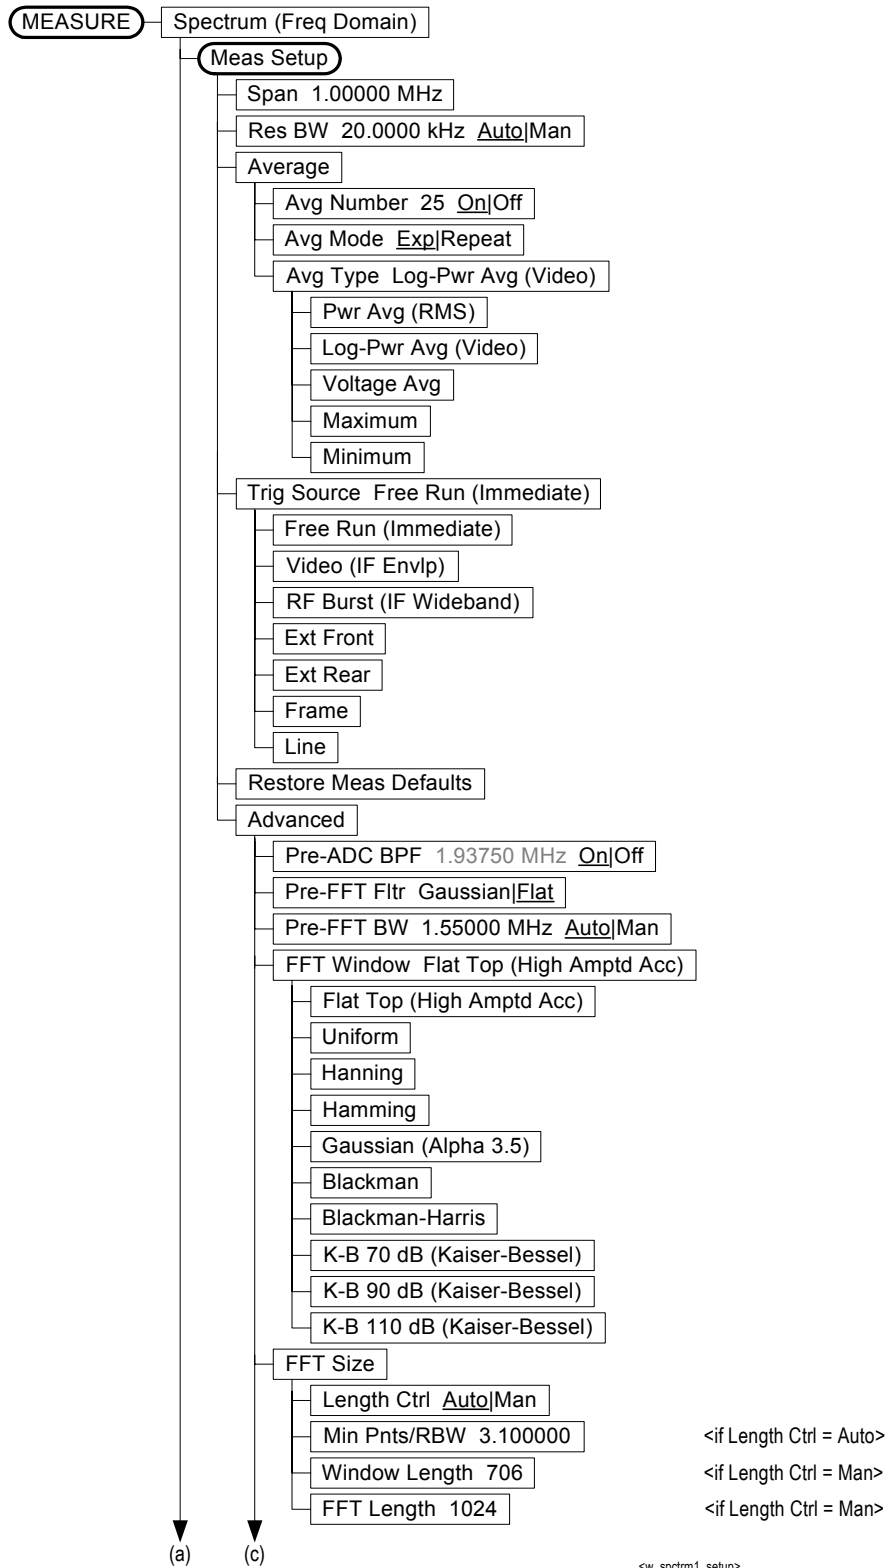 MEASURE Spectrum (Freq Domain)
Meas Setup
Span 1.00000 MHz
Res BW 20.0000 kHz Auto|Man
Average
Avg Number 25 On|Off
Avg Mode Exp|Repeat
Avg Type Log-Pwr Avg (Video)
Pwr Avg (RMS)
Log-Pwr Avg (Video)
Voltage Avg
Maximum
Minimum
Trig Source Free Run (Immediate)
Free Run (Immediate)
Video (IF Envlp)
RF Burst (IF Wideband)
Ext Front
Ext Rear
Frame
Line
Restore Meas Defaults
Advanced
Pre-ADC BPF 1.93750 MHz On|Off
Pre-FFT Fltr Gaussian|Flat
Pre-FFT BW 1.55000 MHz Auto|Man
FFT Window Flat Top (High Amptd Acc)
Flat Top (High Amptd Acc)
Uniform
Hanning
Hamming
Gaussian (Alpha 3.5)
Blackman
Blackman-Harris
K-B 70 dB (Kaiser-Bessel)
K-B 90 dB (Kaiser-Bessel)
K-B 110 dB (Kaiser-Bessel)
FFT Size
Length Ctrl Auto|Man
Min Pnts/RBW 3.100000 <if Length Ctrl = Auto>
Window Length 706 <if Length Ctrl = Man>
FFT Length 1024 <if Length Ctrl = Man>
(a) (c)
<w_spctrm1_setup>